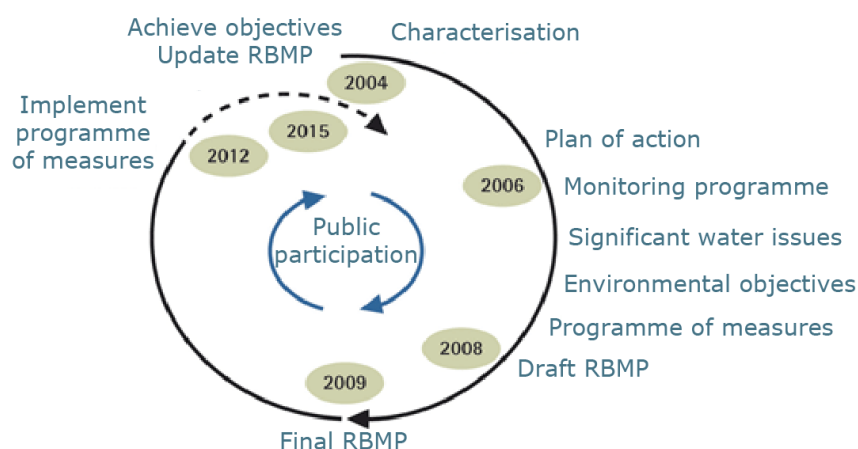 Achieve objectives
Update RBMP
Characterisation
2004
Implement
programme
of measures
2015
2012
Plan of action
2006
Monitoring programme
Public
participation
Significant water issues
Environmental objectives
Programme of measures
2008
Draft RBMP
2009
Final RBMP